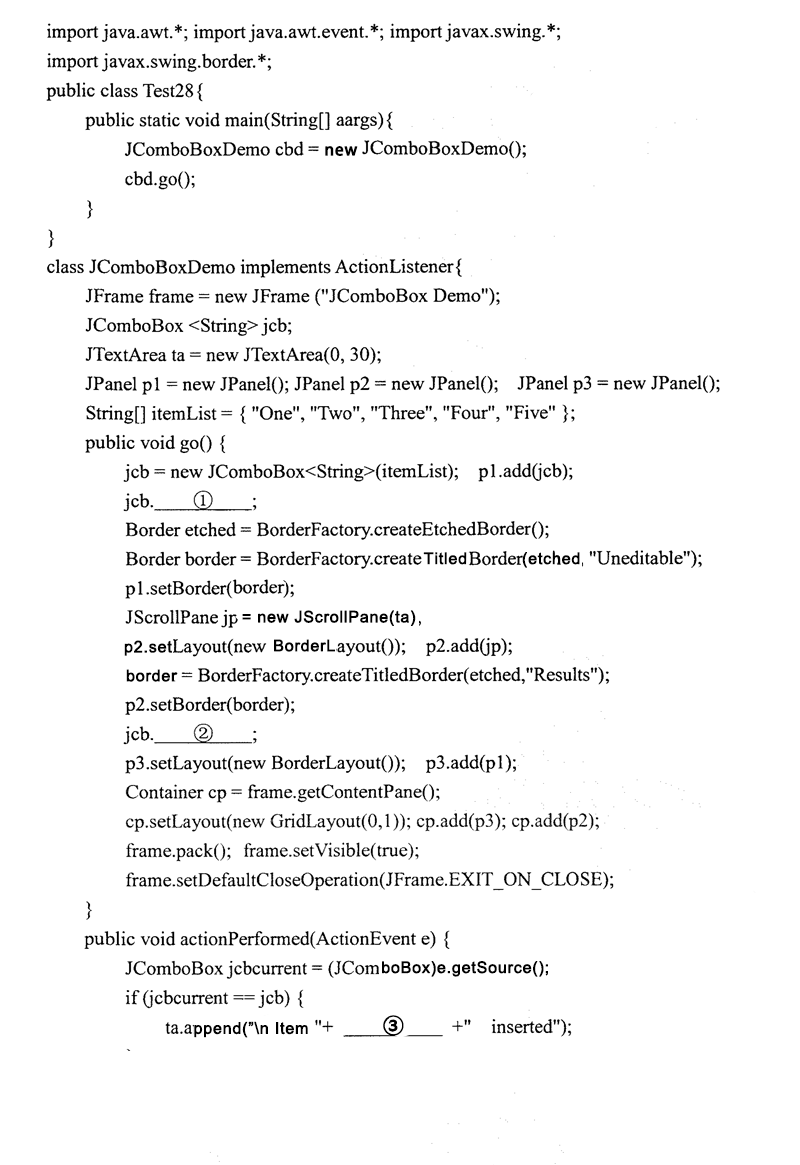 import java.awt.*; import java.awt.event.*; import javax.swing.*;
import javax.swing.border.*;
public class Test28{
public static void main(String[] aargs){
JComboBoxDemo cbd = new JComboBoxDemo();
cbd.go();
}
}
class JComboBoxDemo implements ActionListener{
JFrame frame = new JFrame ("JComboBox Demo");
JComboBox <String> jcb;
JTextArea ta = new JTextArea(0, 30);
JPanel p1 = new JPanel(); JPanel p2 = new JPanel(); JPanel p3 = new JPanel();
String[] itemList = { "One", "Two", "Three", "Four", "Five" };
public void go() {
jcb = new JComboBox<String>(itemList); p1.add(jcb);
jcb.____①____;
Border etched = BorderFactory.createEtchedBorder();
Border border = BorderFactory.createTitledBorder(etched, "Uneditable");
p1.setBorder(border);
JScrollPane jp = new JScrollPane(ta),
p2.setLayout(new BorderLayout()); p2.add(jp);
border = BorderFactory.createTitledBorder(etched,"Results");
p2.setBorder(border);
jcb.____②____;
p3.setLayout(new BorderLayout()); p3.add(p1);
Container cp = frame.getContentPane();
cp.setLayout(new GridLayout(0,1)); cp.add(p3); cp.add(p2);
frame.pack(); frame.setVisible(true);
frame.setDefaultCloseOperation(JFrame.EXIT_ON_CLOSE);
}
public void actionPerformed(ActionEvent e) {
JComboBox jcbcurrent = (JComboBox)e.getSource();
if (jcbcurrent == jcb) {
ta.append("\n Item "+ ____③____ +" inserted");